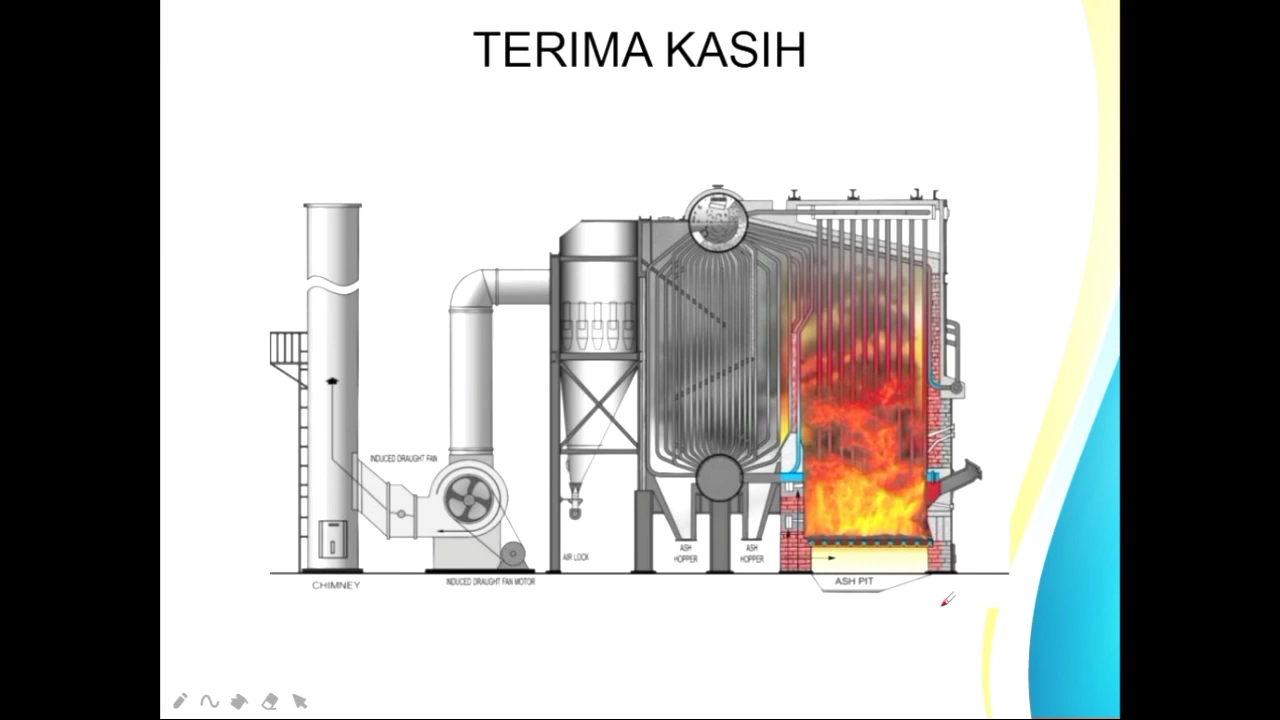 TERIMA KASIH
INDUCED DRAUGHT FAN
AIR LOCK
ASH
HOPPER
ASH
HOPPER
CHIMNEY
INDUCED DRAUGHT FAN MOTOR
ASH PIT